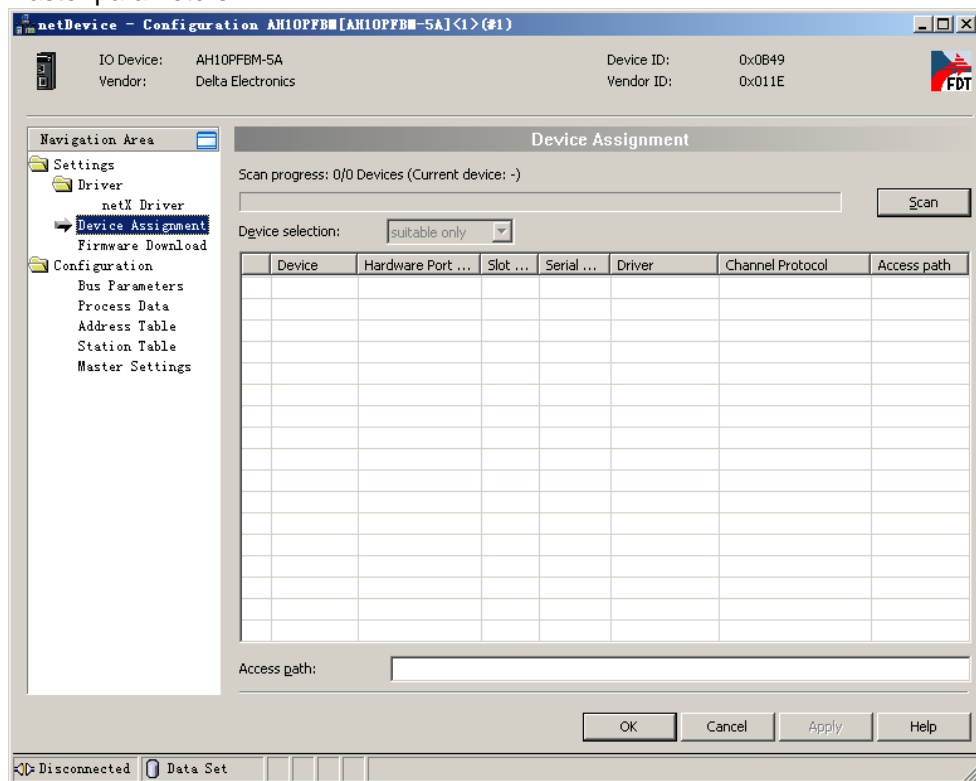 netDevice - Configuration AH10PFBM[AH10PFBM-5A]<1>(#1)
IO Device: AH10PFBM-5A Device ID: 0x0B49
Vendor: Delta Electronics Vendor ID: 0x011E
FDT
Navigation Area
Settings
Driver
netX Driver
Device Assignment
Firmware Download
Configuration
Bus Parameters
Process Data
Address Table
Station Table
Master Settings
Device Assignment
Scan progress: 0/0 Devices (Current device: -)
Scan
Device selection: suitable only
Device Hardware Port ... Slot ... Serial ... Driver Channel Protocol Access path
Access path:
OK Cancel Apply Help
Disconnected Data Set